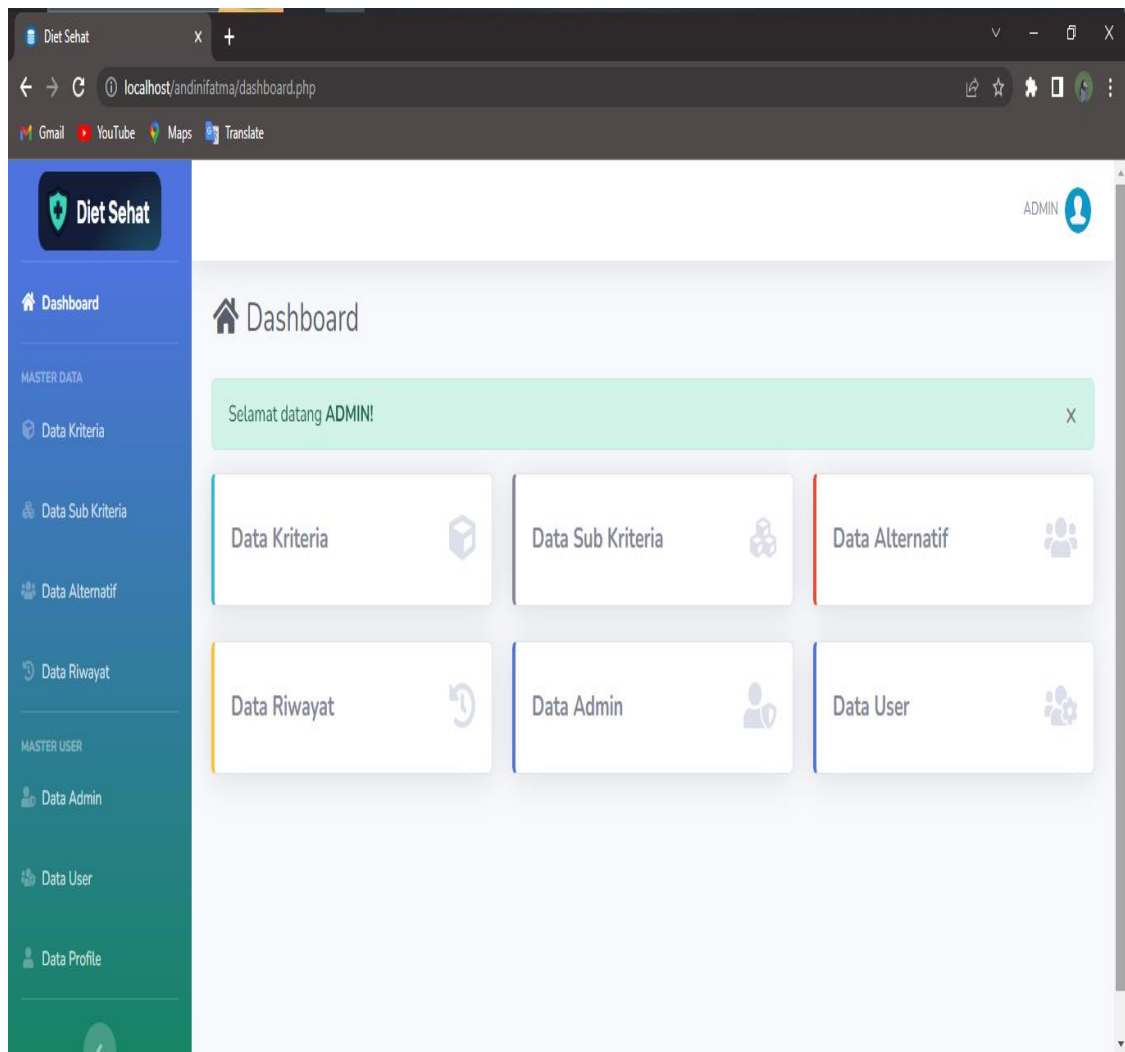 Diet Sehat
localhost/andinifatma/dashboard.php
Gmail YouTube Maps Translate
Diet Sehat
ADMIN
Dashboard
MASTER DATA
Data Kriteria
Data Sub Kriteria
Data Alternatif
Data Riwayat
MASTER USER
Data Admin
Data User
Data Profile
Dashboard
Selamat datang ADMIN!
Data Kriteria
Data Sub Kriteria
Data Alternatif
Data Riwayat
Data Admin
Data User